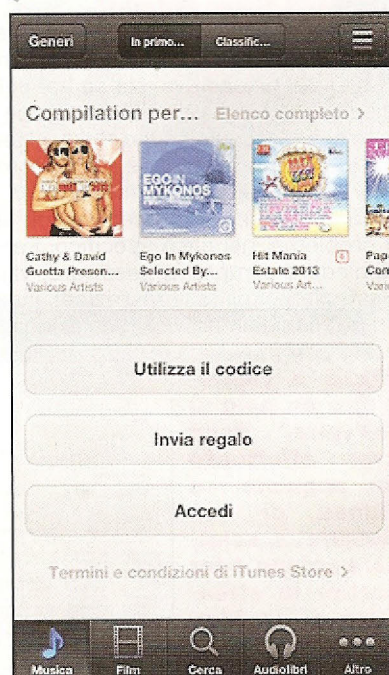 Generi
In primo...
Classific...
Compilation per... Elenco completo >
EGO IN
MYKONOS
Cathy & David
Guetta Presen...
Various Artists
Ego In Mykonos
Selected By...
Various Artists
Hit Mania
Estate 2013
Various Art...
Pap
Con
Vari
Utilizza il codice
Invia regalo
Accedi
Termini e condizioni di iTunes Store >
Musica
Film
Cerca
Audiolibri
Altro